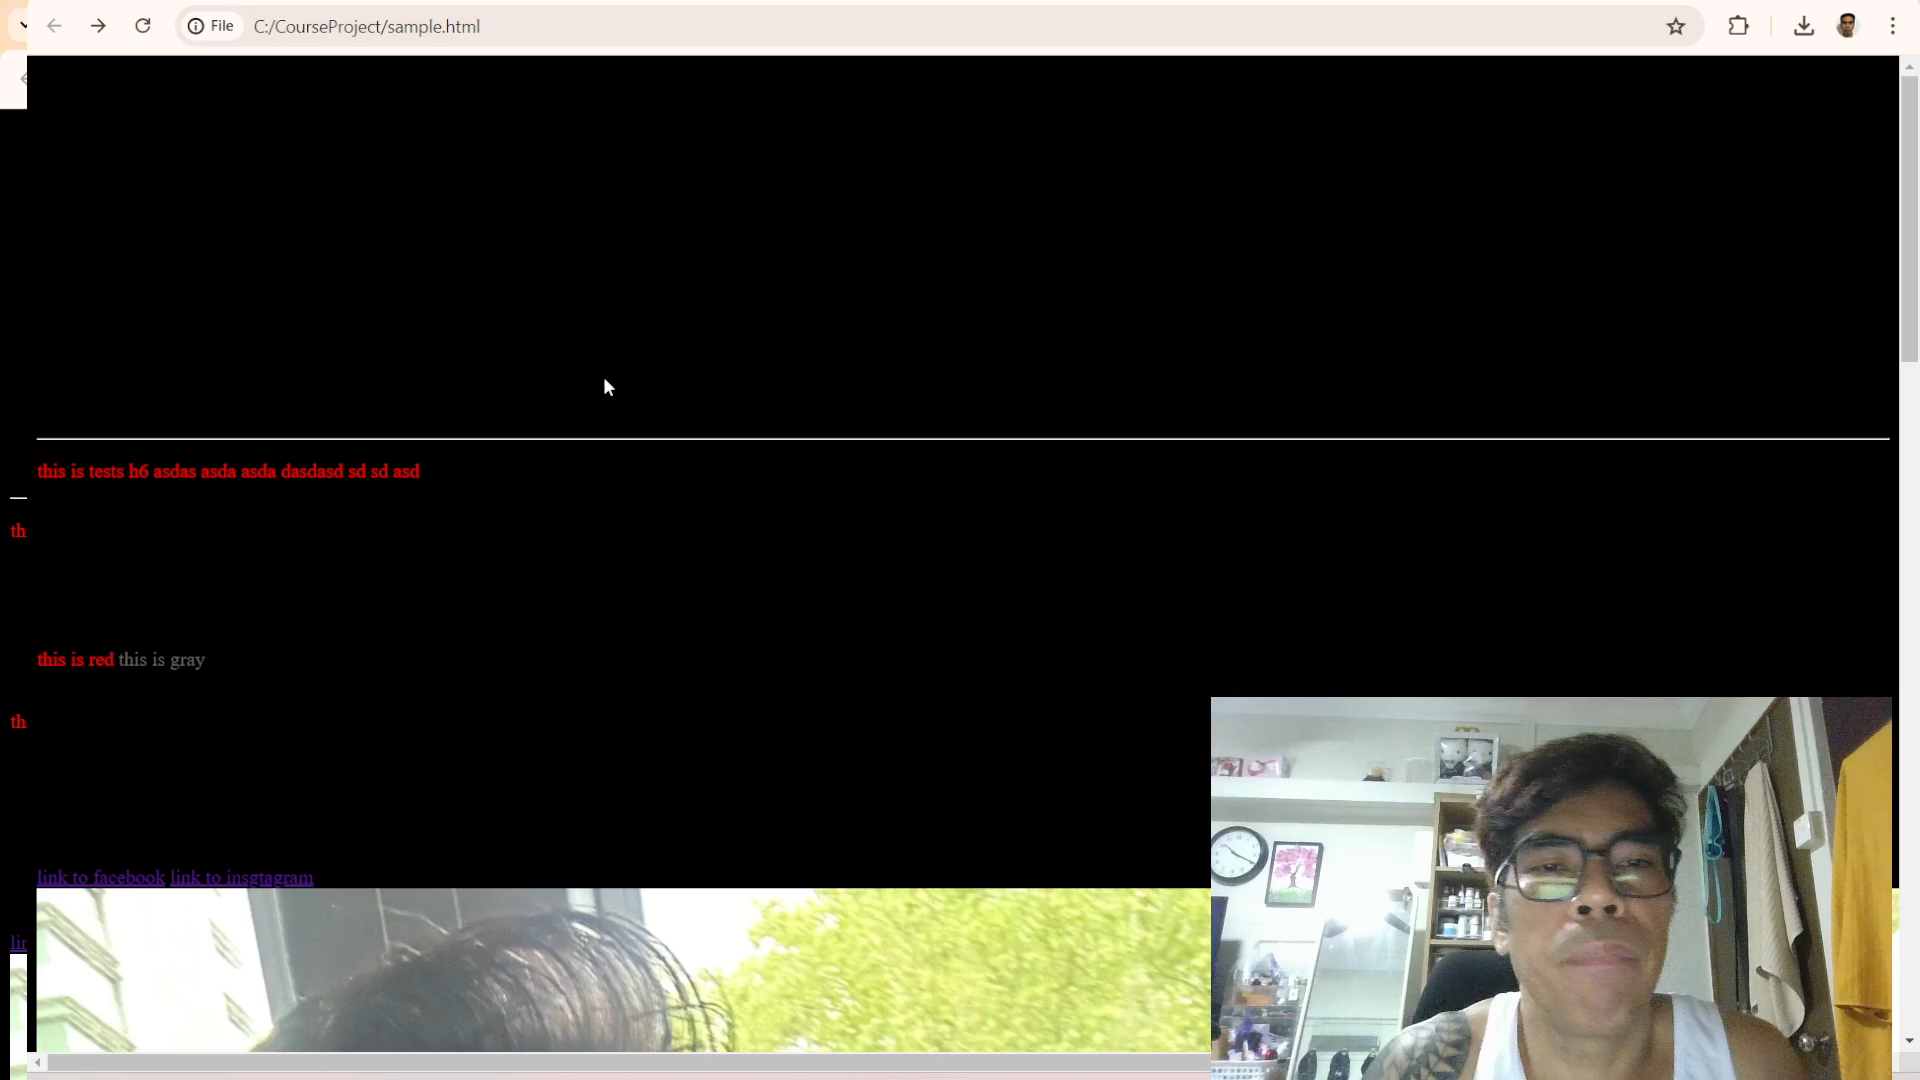 File C:/CourseProject/sample.html
this is tests h6 asdas asda asda dasdasd sd sd asd
th
this is red this is gray
th
link to facebook link to insgtagram
lin